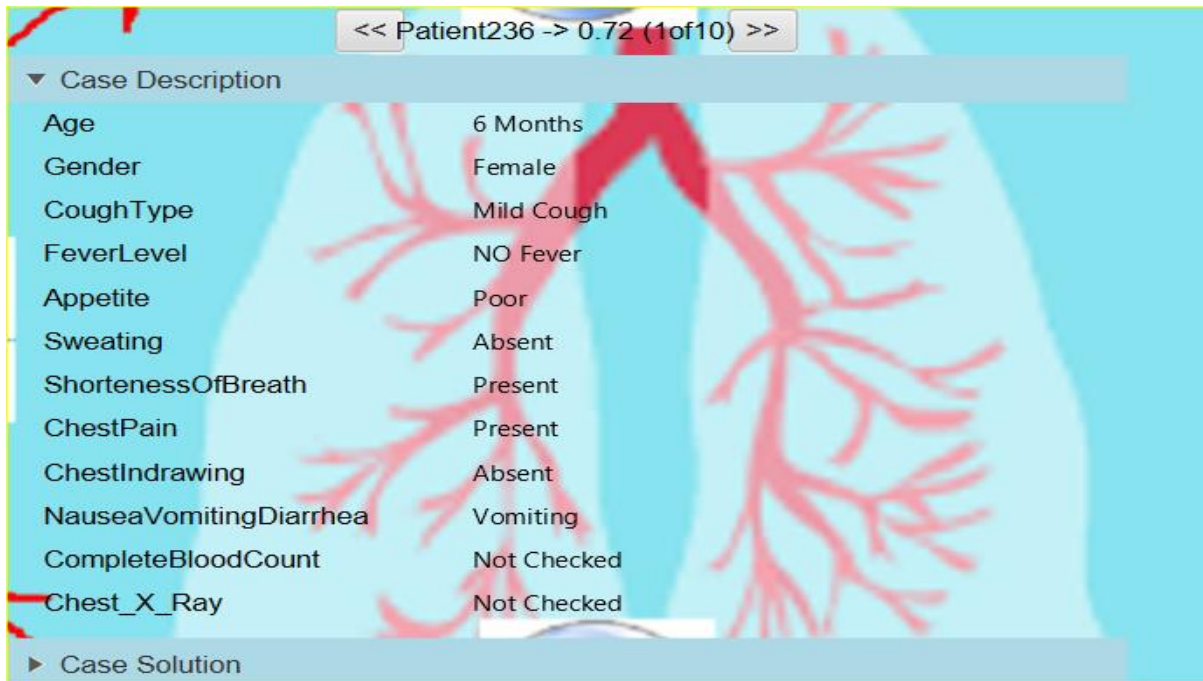 << Patient236 -> 0.72 (1of10) >>
▼ Case Description
Age 6 Months
Gender Female
CoughType Mild Cough
FeverLevel NO Fever
Appetite Poor
Sweating Absent
ShortenessOfBreath Present
ChestPain Present
ChestIndrawing Absent
NauseaVomitingDiarrhea Vomiting
CompleteBloodCount Not Checked
Chest_X_Ray Not Checked
▶ Case Solution